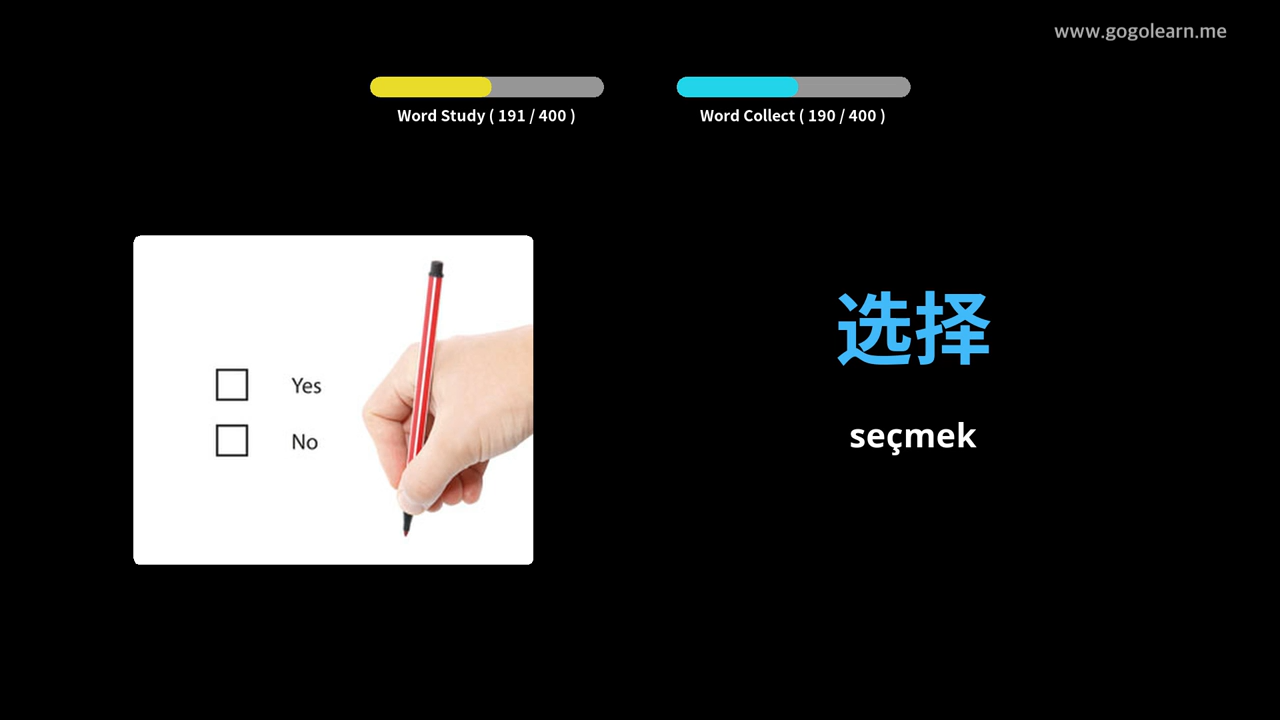 www.gogolearn.me
Word Study ( 191 / 400 )
Word Collect ( 190 / 400 )
Yes
No
选择
seçmek